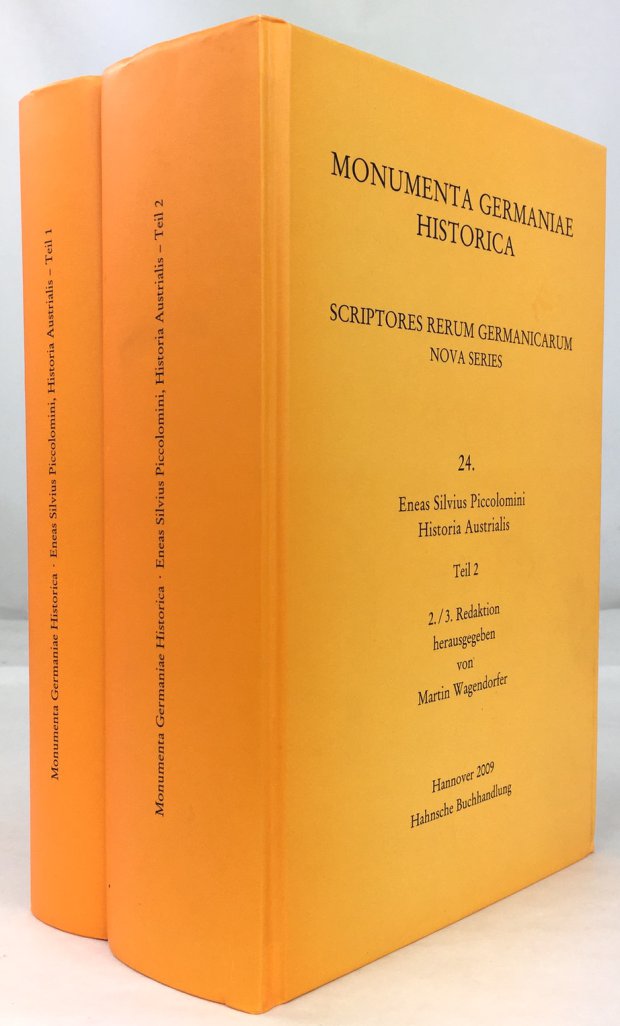 Monumenta Germaniae Historica · Eneas Silvius Piccolomini, Historia Austrialis – Teil 1
Monumenta Germaniae Historica · Eneas Silvius Piccolomini, Historia Austrialis – Teil 2
MONUMENTA GERMANIAE
HISTORICA
SCRIPTORES RERUM GERMANICARUM
NOVA SERIES
24.
Eneas Silvius Piccolomini
Historia Austrialis
Teil 2
2./3. Redaktion
herausgegeben
von
Martin Wagendorfer
Hannover 2009
Hahnsche Buchhandlung